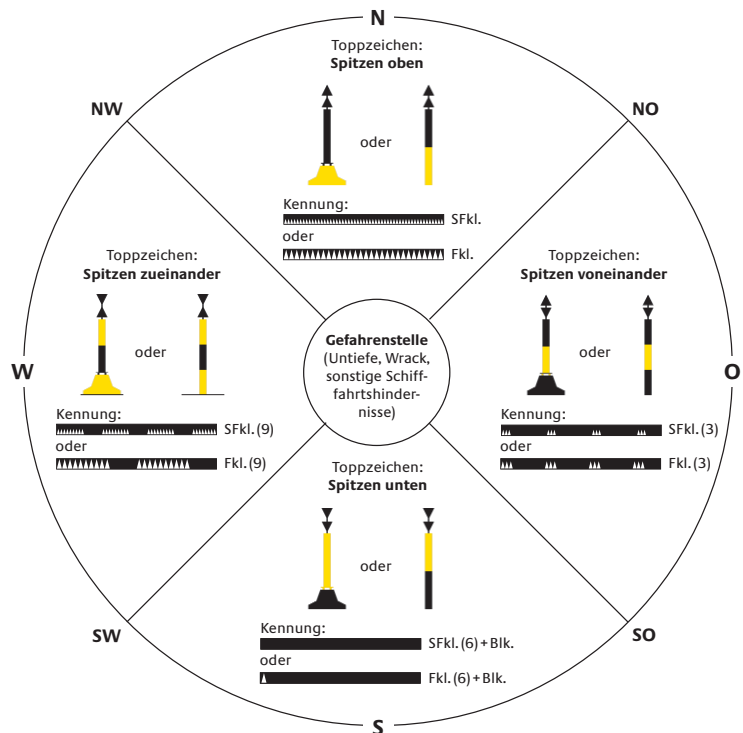 N
Toppzeichen:
Spitzen oben
NW
NO
oder
Kennung:
SFkl.
oder
Fkl.
Toppzeichen:
Spitzen zueinander
oder
Kennung:
SFkl. (9)
oder
Fkl. (9)
W
Gefahrenstelle
(Untiefe, Wrack,
sonstige Schiff-
fahrtshinder-
nisse)
Toppzeichen:
Spitzen voneinander
oder
Kennung:
SFkl. (3)
oder
Fkl. (3)
O
Toppzeichen:
Spitzen unten
oder
Kennung:
SFkl. (6) + Blk.
oder
Fkl. (6) + Blk.
SW
SO
S